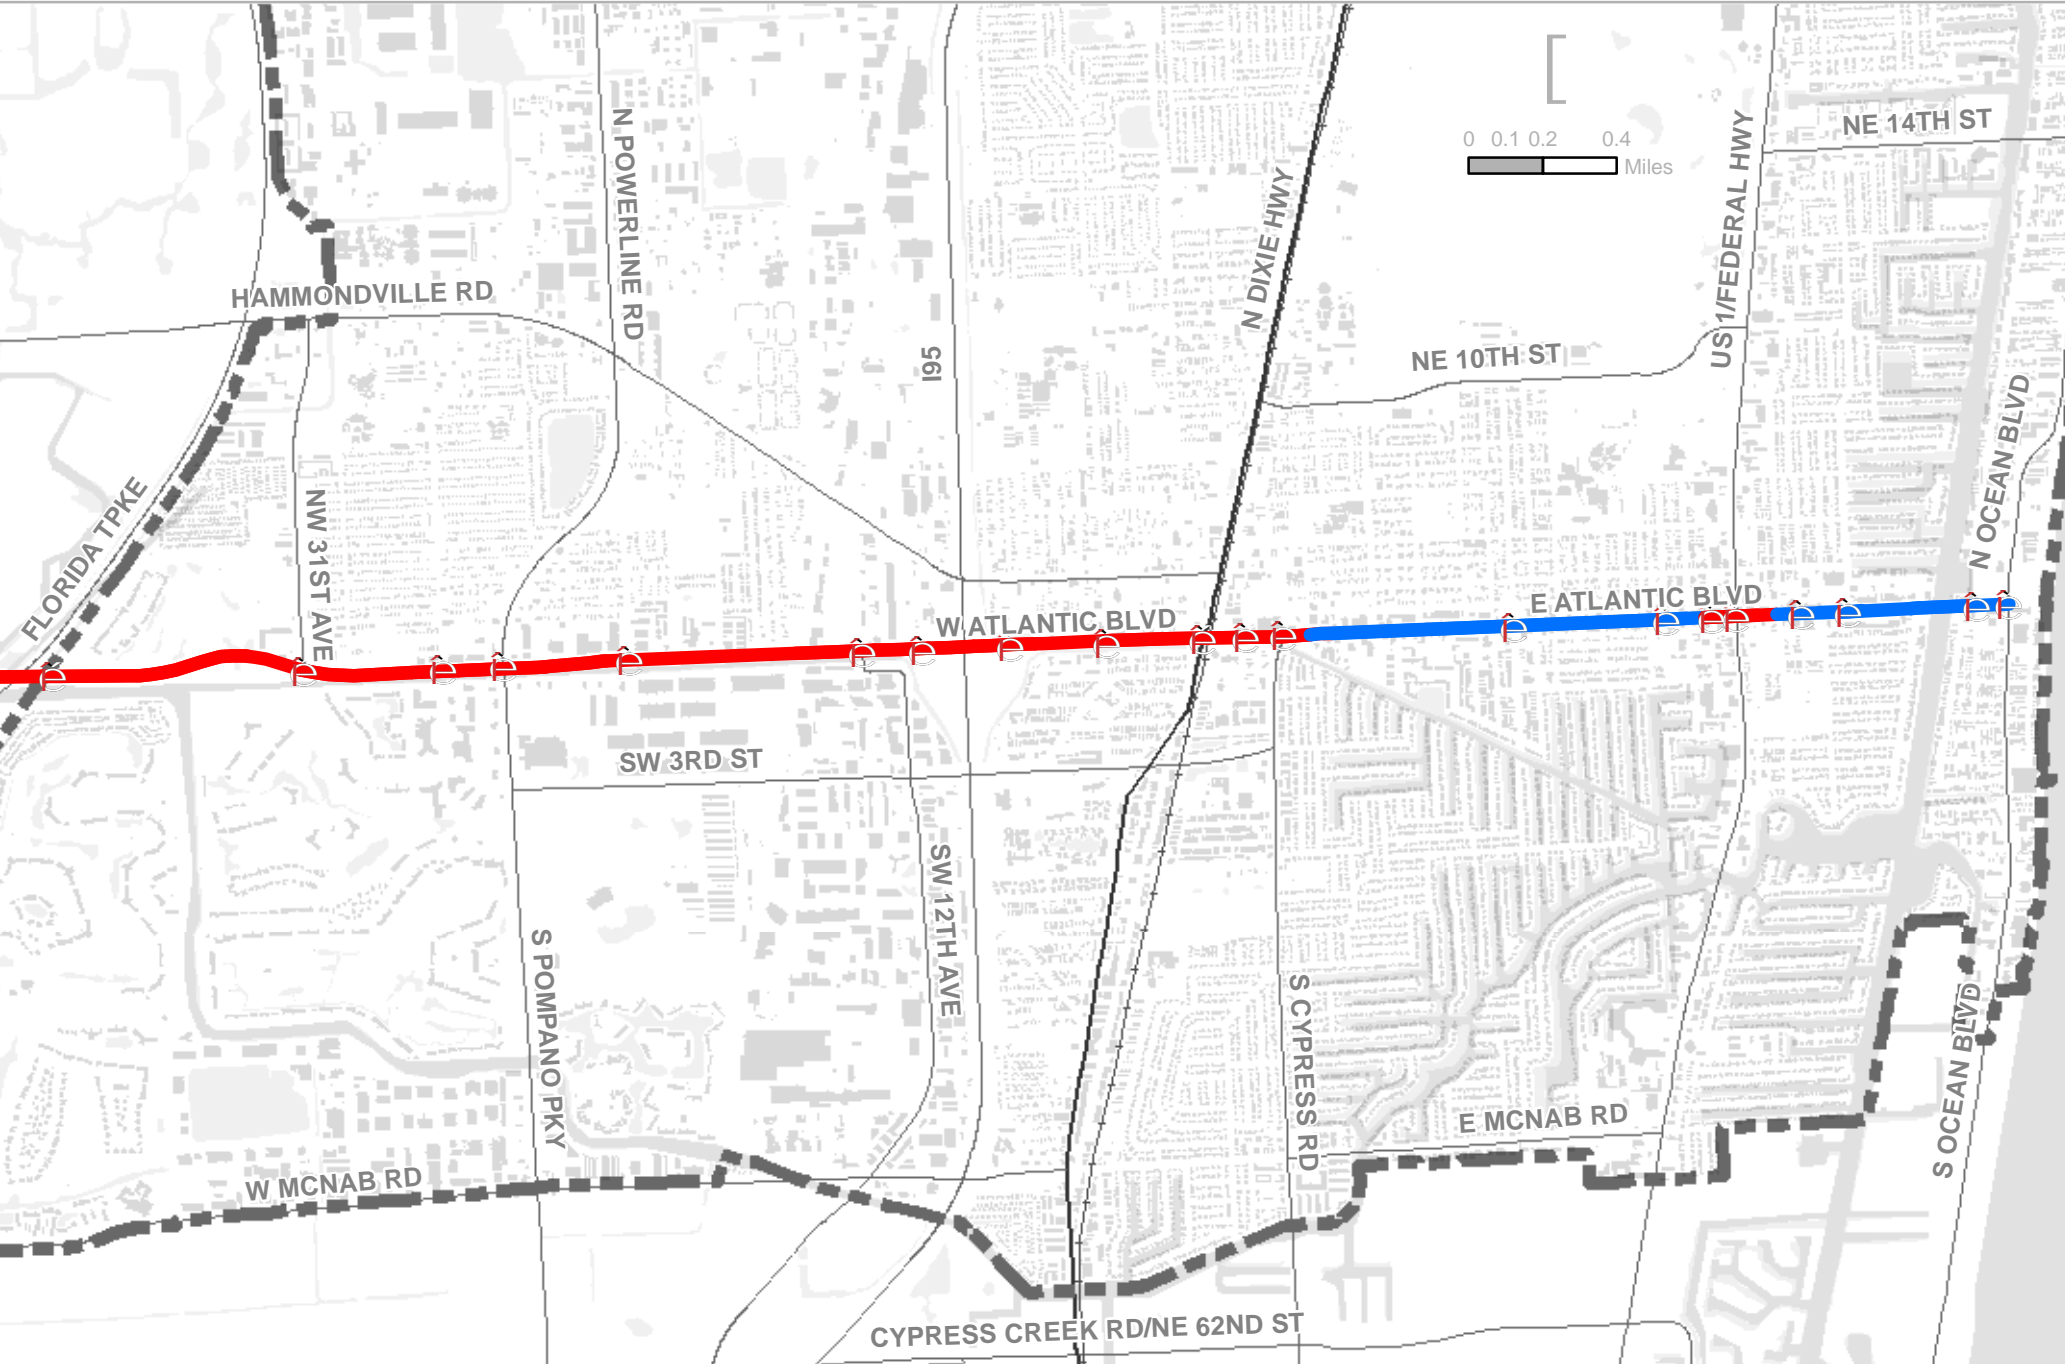 NE 14TH ST
0 0.1 0.2 0.4
Miles
N POWERLINE RD
N DIXIE HWY
US 1/FEDERAL HWY
HAMMONDVILLE RD
I95
NE 10TH ST
N OCEAN BLVD
FLORIDA TPKE
NW 31ST AVE
W ATLANTIC BLVD
E ATLANTIC BLVD
SW 3RD ST
SW 12TH AVE
S POMPANO PKY
S CYPRESS RD
S OCEAN BLVD
E MCNAB RD
W MCNAB RD
CYPRESS CREEK RD/NE 62ND ST